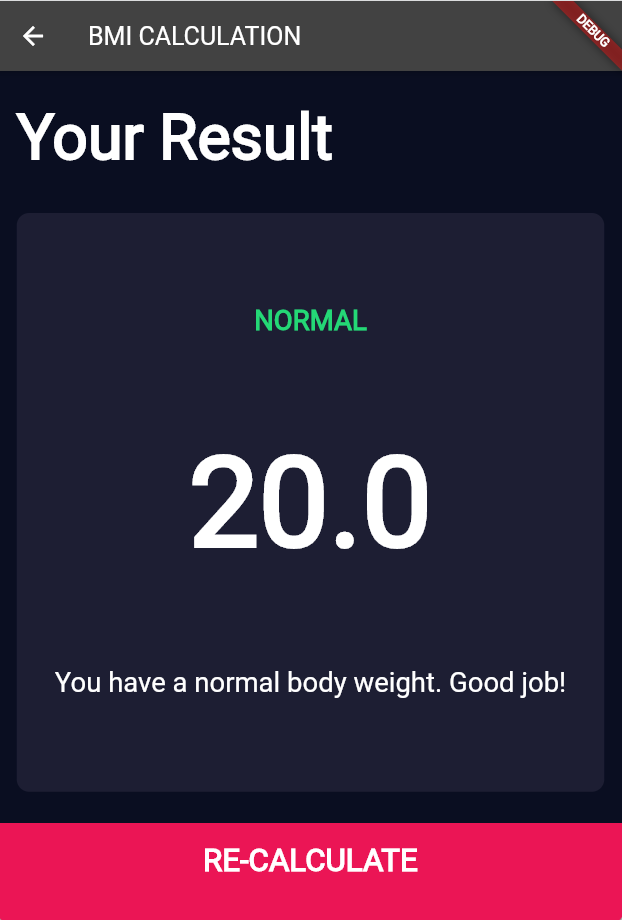 BMI CALCULATION
DEBUG
Your Result
NORMAL
20.0
You have a normal body weight. Good job!
RE-CALCULATE